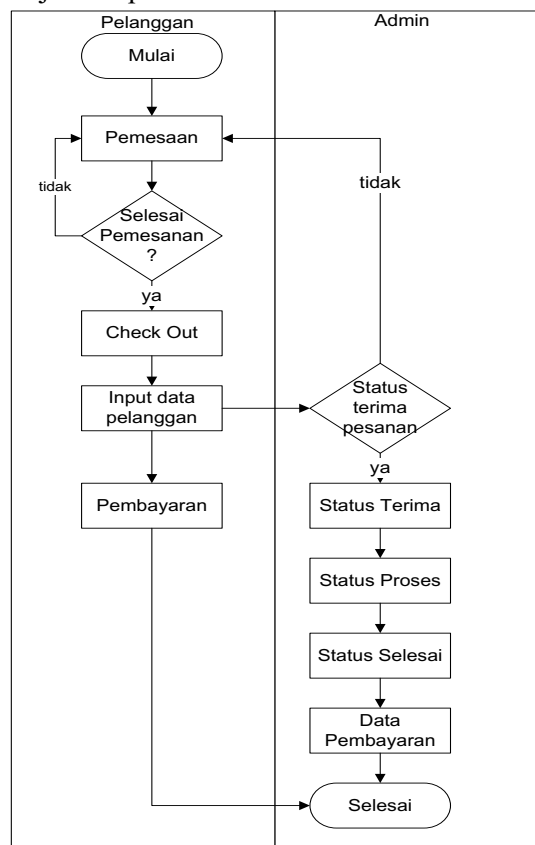 Pelanggan
Admin
Mulai
Pemesaan
tidak
tidak
Selesai
Pemesanan
?
ya
Check Out
Input data
pelanggan
Status
terima
pesanan
ya
Pembayaran
Status Terima
Status Proses
Status Selesai
Data
Pembayaran
Selesai